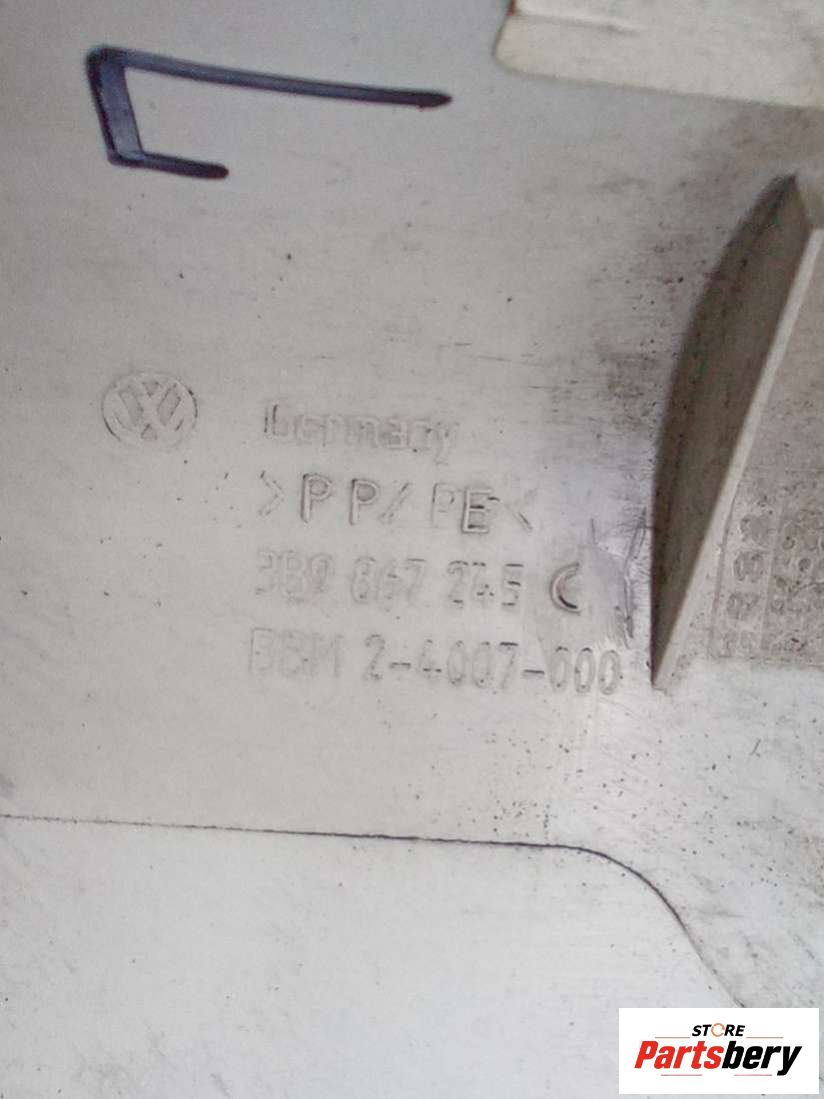 Germany
>PP/PE<
3B9 867 245 C
BBM 2-4007-000
STORE
Partsbery